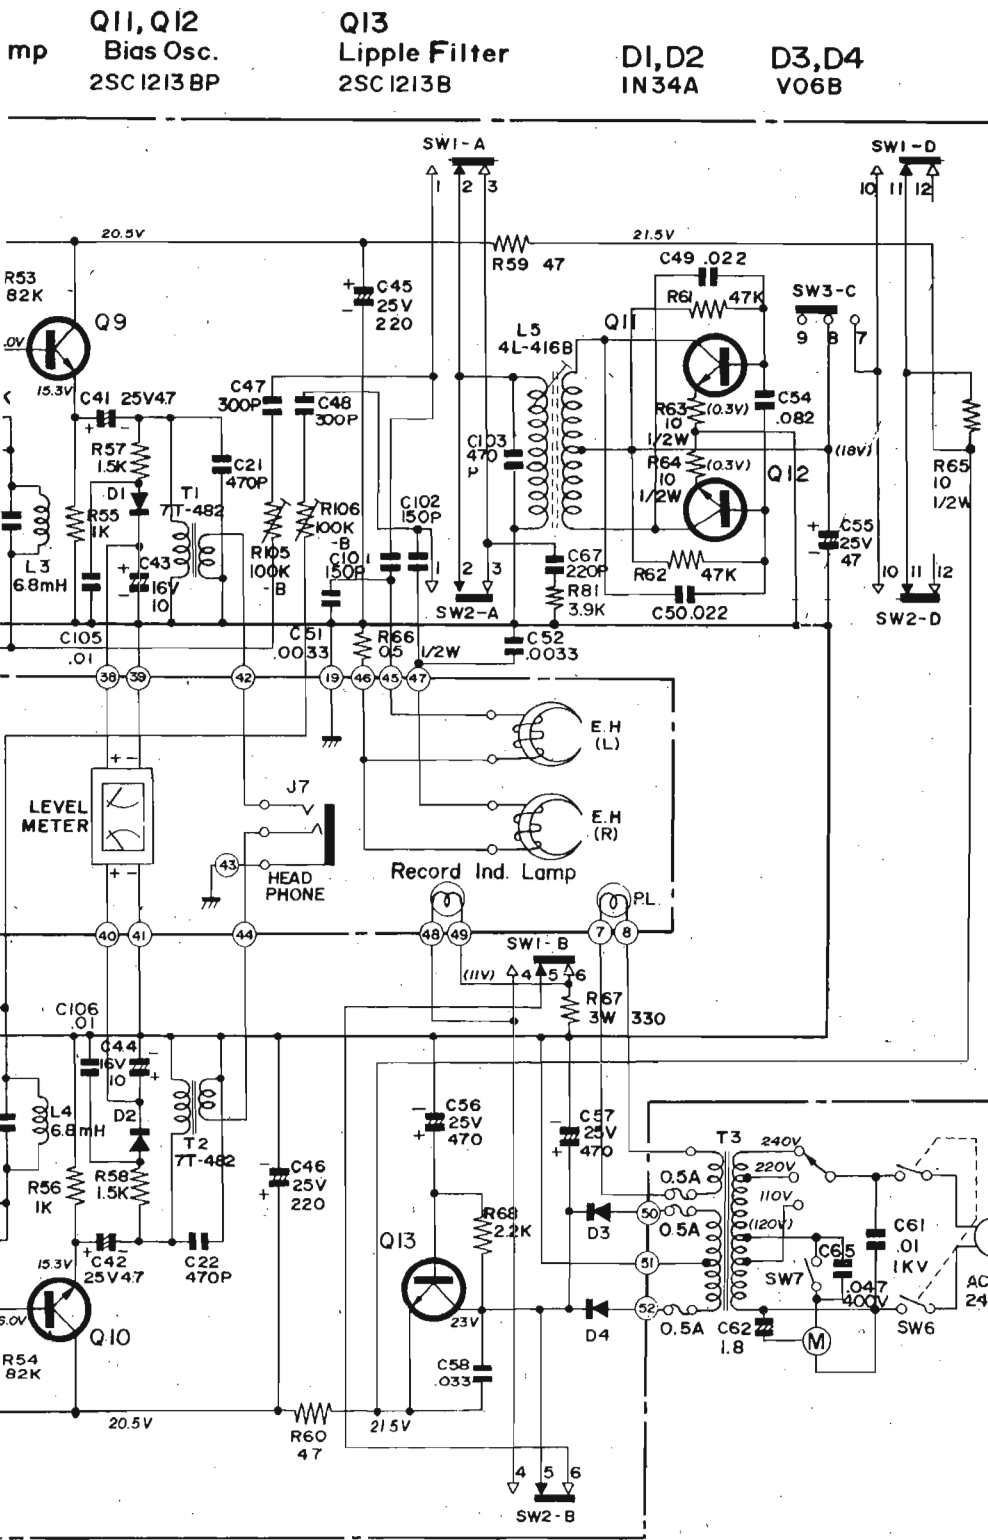 Q11, Q12
Q13
mp
Bias Osc.
Lipple Filter
D1, D2
D3, D4
2SC1213BP
2SC1213B
1N34A
V06B
SW1-A
SW1-D
1
2
3
10
11
12
20.5V
21.5V
R59 47
C49 .022
R53
82K
Q9
.0V
15.3V
+
-
C45
25V
220
R61
47K
SW3-C
9
8
7
L5
4L-416B
Q11
C41 25V4.7
+
-
C47
300P
C48
300P
R63
10
1/2W
(0.3V)
C54
.082
R57
1.5K
C21
470P
C103
470
P
R64
10
1/2W
(0.3V)
Q12
(18V)
R65
10
1/2W
D1
T1
7T-482
R55
1K
R106
100K
-B
C102
150P
C55
25V
47
+
-
L3
6.8mH
C43
16V
10
+
-
R105
100K
-B
C101
150P
C67
220P
R81
3.9K
R62
47K
1
2
3
SW2-A
C50.022
10
11
12
SW2-D
C105
.01
C51
.0033
R66
0.5
1/2W
C52
.0033
38
39
42
19
46
45
47
E.H
(L)
+ -
LEVEL
METER
J7
E.H
(R)
+ -
43
HEAD
PHONE
Record Ind. Lamp
P.L.
40
41
44
48
49
7
8
SW1-B
(11V)
4
5
6
C106
.01
R67
3W 330
C44
16V
10
-
+
L4
6.8mH
D2
T2
7T-482
-
+
C56
25V
470
-
+
C57
25V
470
T3
240V
220V
110V
(120V)
0.5A
R56
1K
R58
1.5K
-
+
C46
25V
220
R68
2.2K
D3
50
0.5A
C61
.01
1KV
Q13
15.3V
+
-
C42
25V4.7
C22
470P
51
SW7
C65
.047
400V
AC
24
6.0V
Q10
23V
D4
52
0.5A
C62
1.8
M
SW6
R54
82K
C58
.033
20.5V
R60
47
21.5V
4
5
6
SW2-B